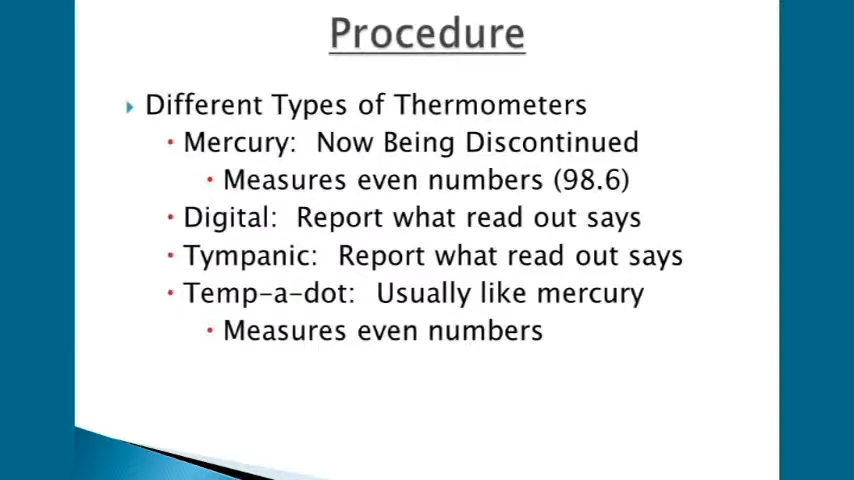 Procedure
Different Types of Thermometers
Mercury: Now Being Discontinued
Measures even numbers (98.6)
Digital: Report what read out says
Tympanic: Report what read out says
Temp-a-dot: Usually like mercury
Measures even numbers